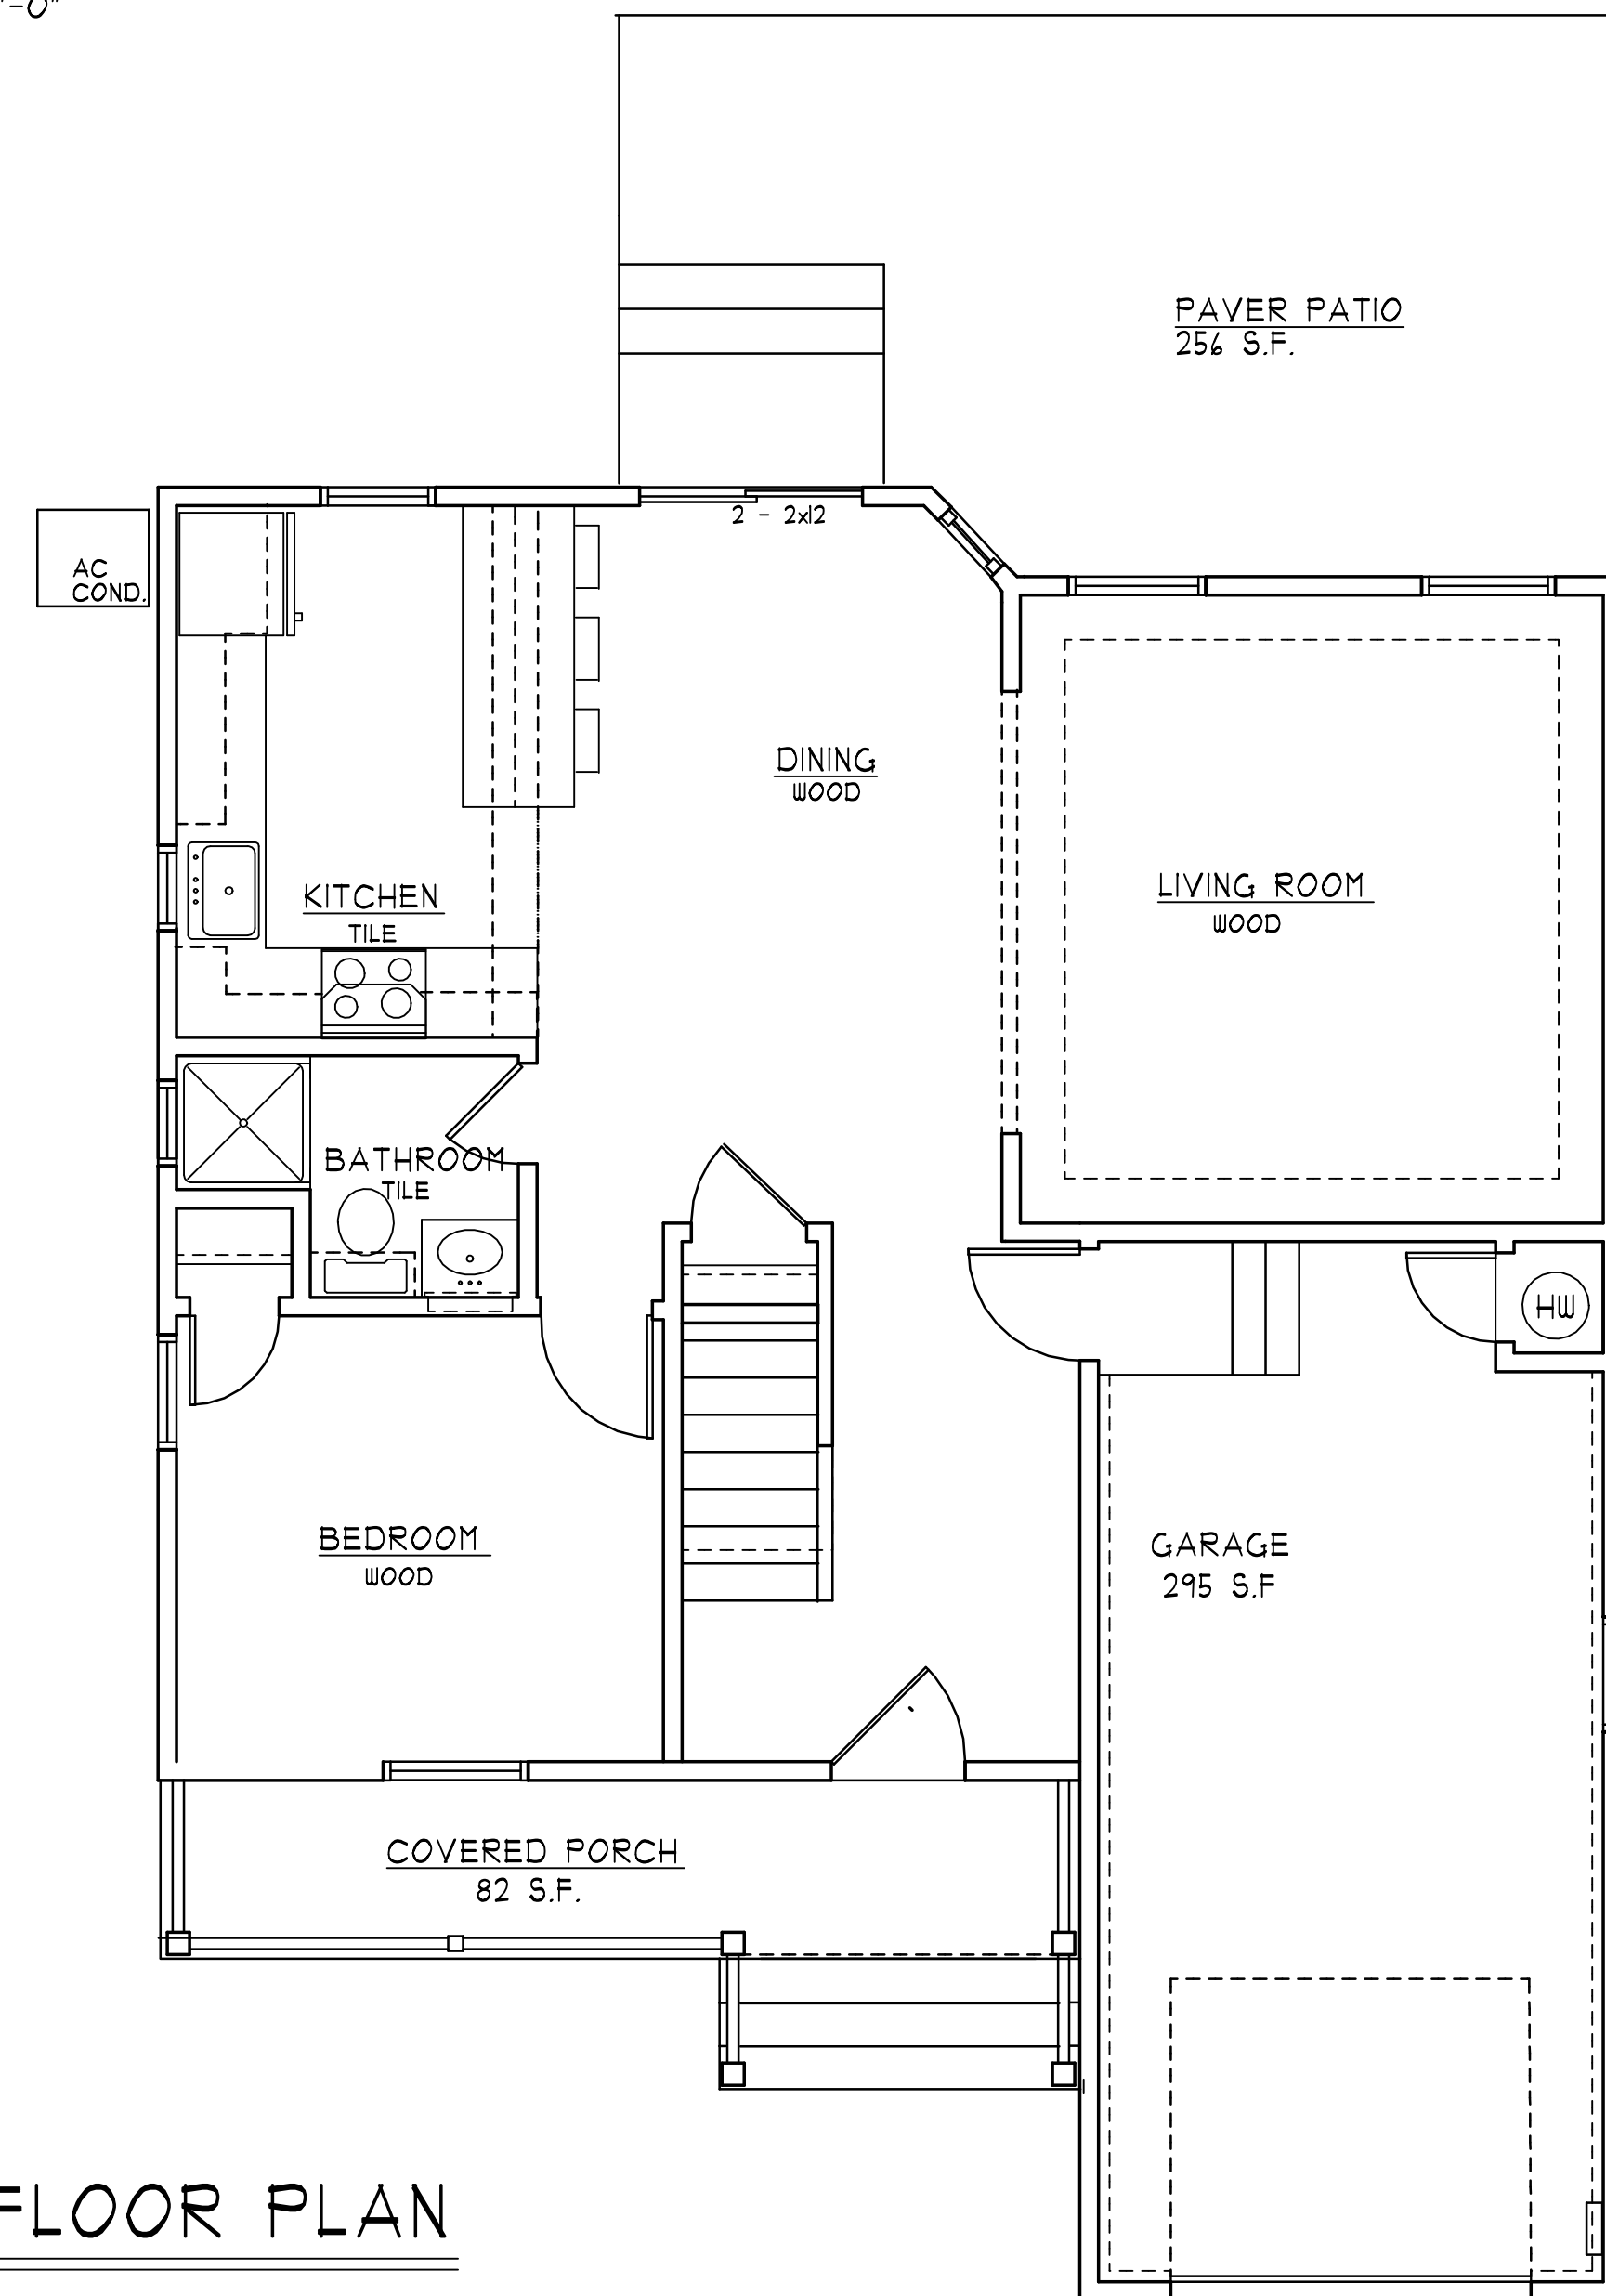 '-0"
PAVER PATIO
256 S.F.
2 - 2x12
AC
COND.
DINING
WOOD
KITCHEN
TILE
LIVING ROOM
WOOD
BATHROOM
TILE
HW
BEDROOM
WOOD
GARAGE
295 S.F
COVERED PORCH
82 S.F.
FLOOR PLAN